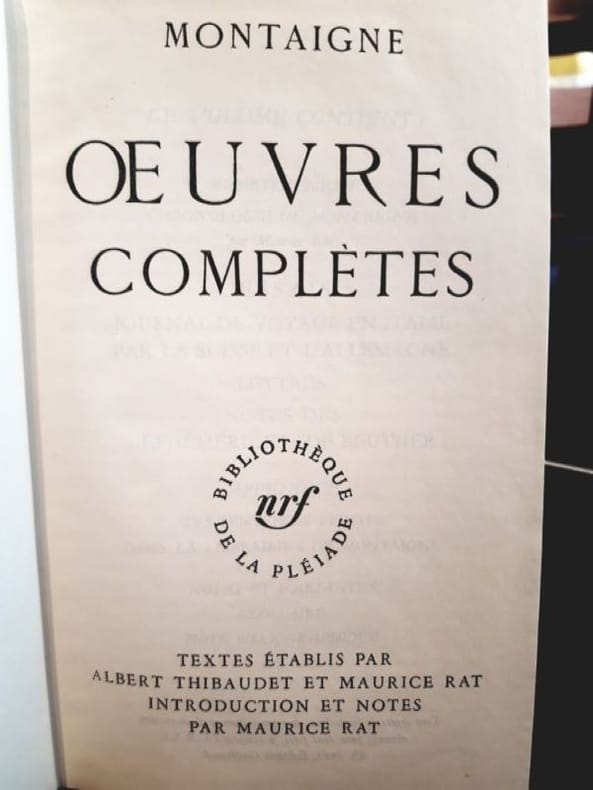 MONTAIGNE
ŒUVRES
COMPLÈTES
BIBLIOTHÈQUE
nrf
DE LA PLÉIADE
TEXTES ÉTABLIS PAR
ALBERT THIBAUDET ET MAURICE RAT
INTRODUCTION ET NOTES
PAR MAURICE RAT